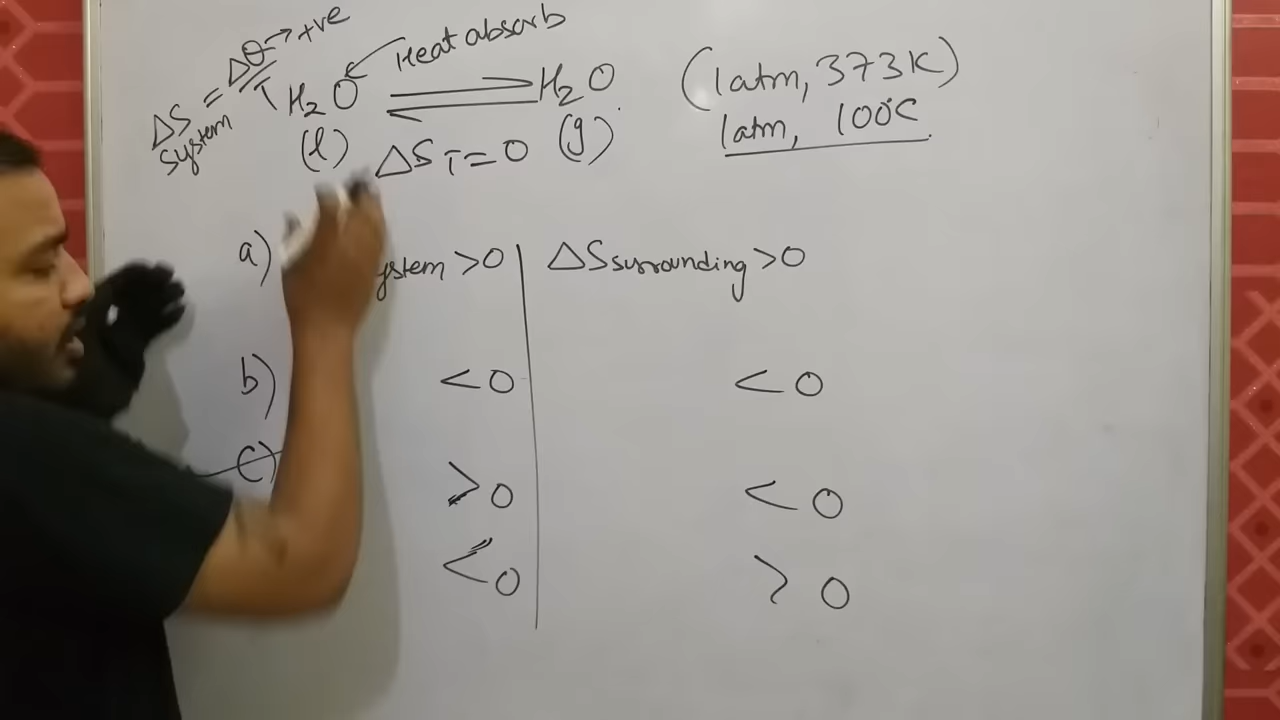 ΔS system = ΔQ/T → +ve
Heat absorb
H₂O (l) ⇌ H₂O (g)
ΔS T = 0
(1atm, 373K)
1atm, 100°C
a) ystem >0 ΔSsurrounding >0
b) <0 <0
c) >0 <0
<0 >0